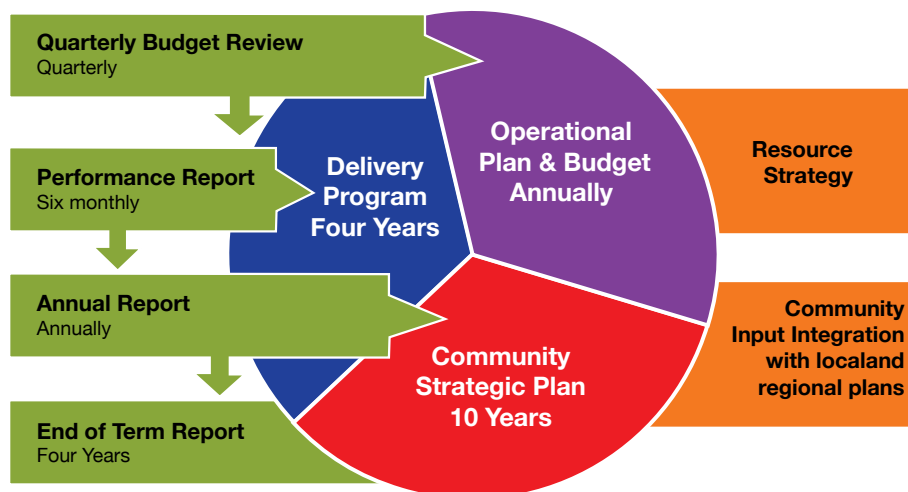 Quarterly Budget Review
Quarterly
Performance Report
Six monthly
Annual Report
Annually
End of Term Report
Four Years
Delivery
Program
Four Years
Operational
Plan & Budget
Annually
Community
Strategic Plan
10 Years
Resource
Strategy
Community
Input Integration
with localand
regional plans